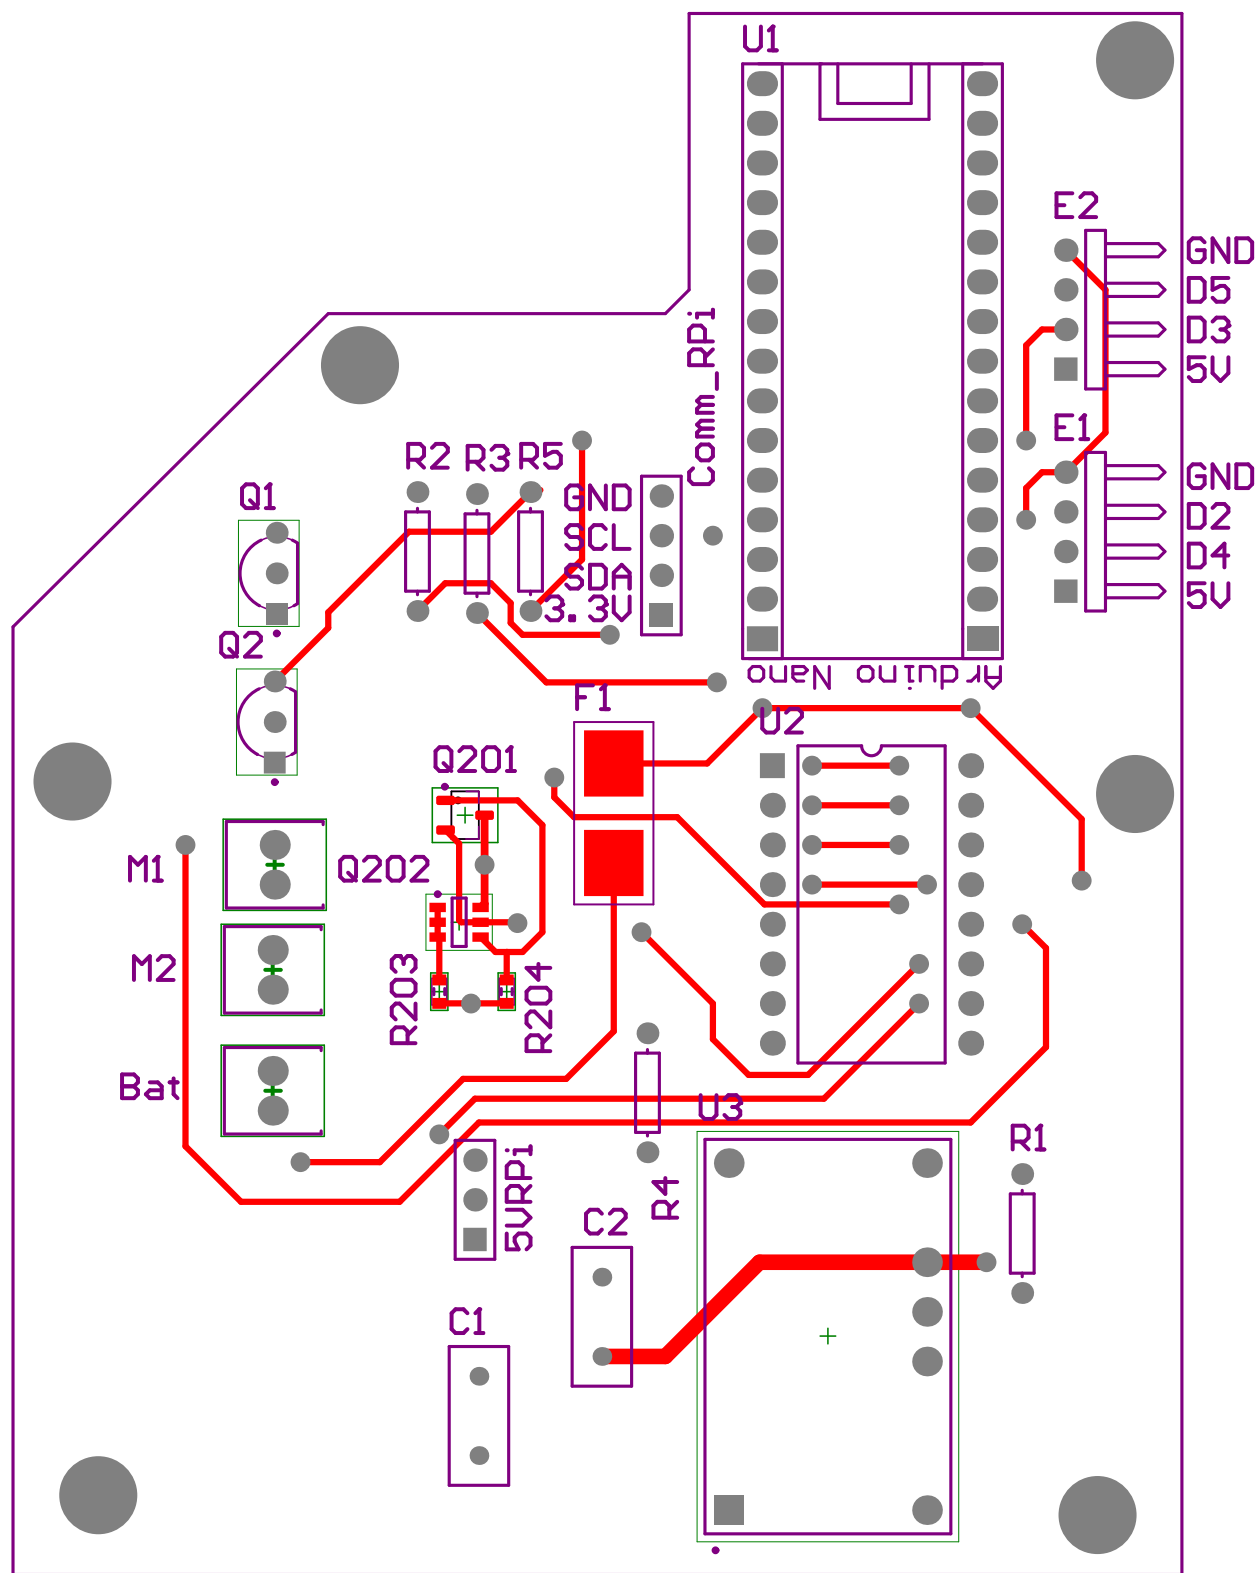 U1
E2
GND
D5
D3
5V
Comm_RPi
E1
R2
R3
R5
GND
D2
D4
5V
Q1
GND
SCL
SDA
3.3V
Q2
Arduino Nano
F1
U2
Q201
M1
Q202
M2
R203
R204
Bat
U3
R1
5VRPi
R4
C2
C1